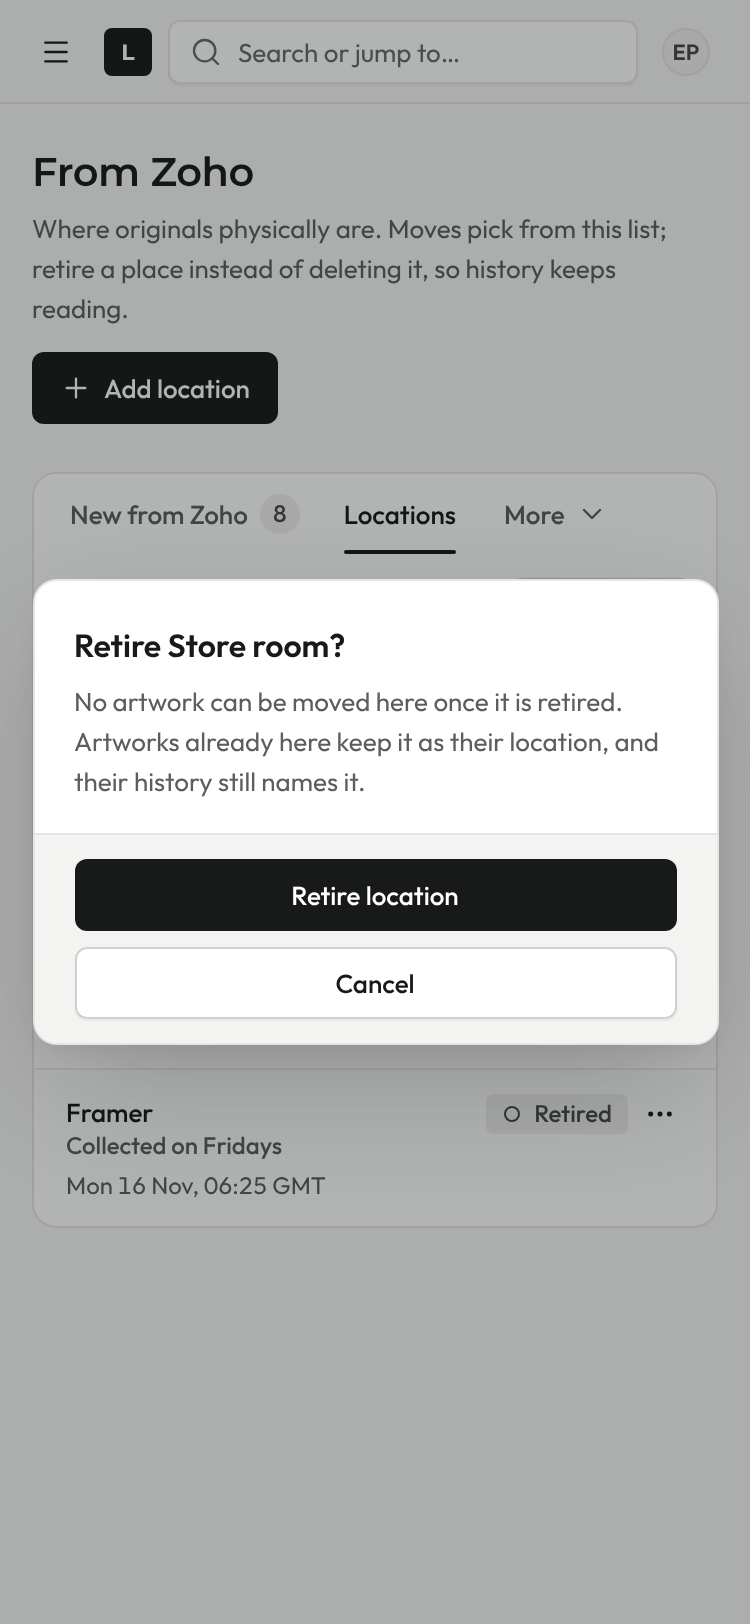 L
Search or jump to...
EP
From Zoho
Where originals physically are. Moves pick from this list;
retire a place instead of deleting it, so history keeps
reading.
Add location
New from Zoho 8
Locations
More
Retire Store room?
No artwork can be moved here once it is retired.
Artworks already here keep it as their location, and
their history still names it.
Retire location
Cancel
Framer
Retired
Collected on Fridays
Mon 16 Nov, 06:25 GMT